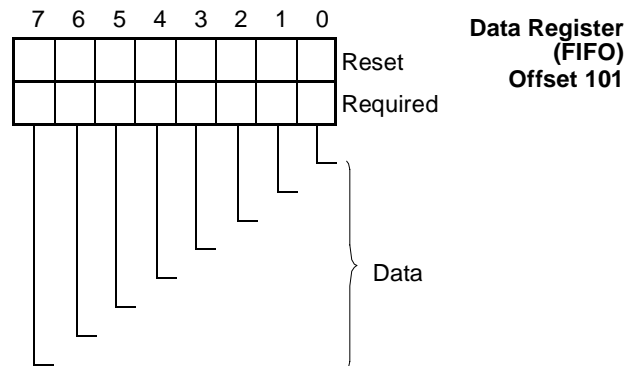 7 6 5 4 3 2 1 0
Data Register
(FIFO)
Offset 101
Reset
Required
Data